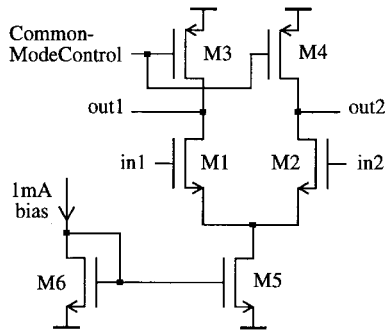 Common-
ModeControl
M3
M4
out1
out2
in1
M1
M2
in2
1mA
bias
M6
M5